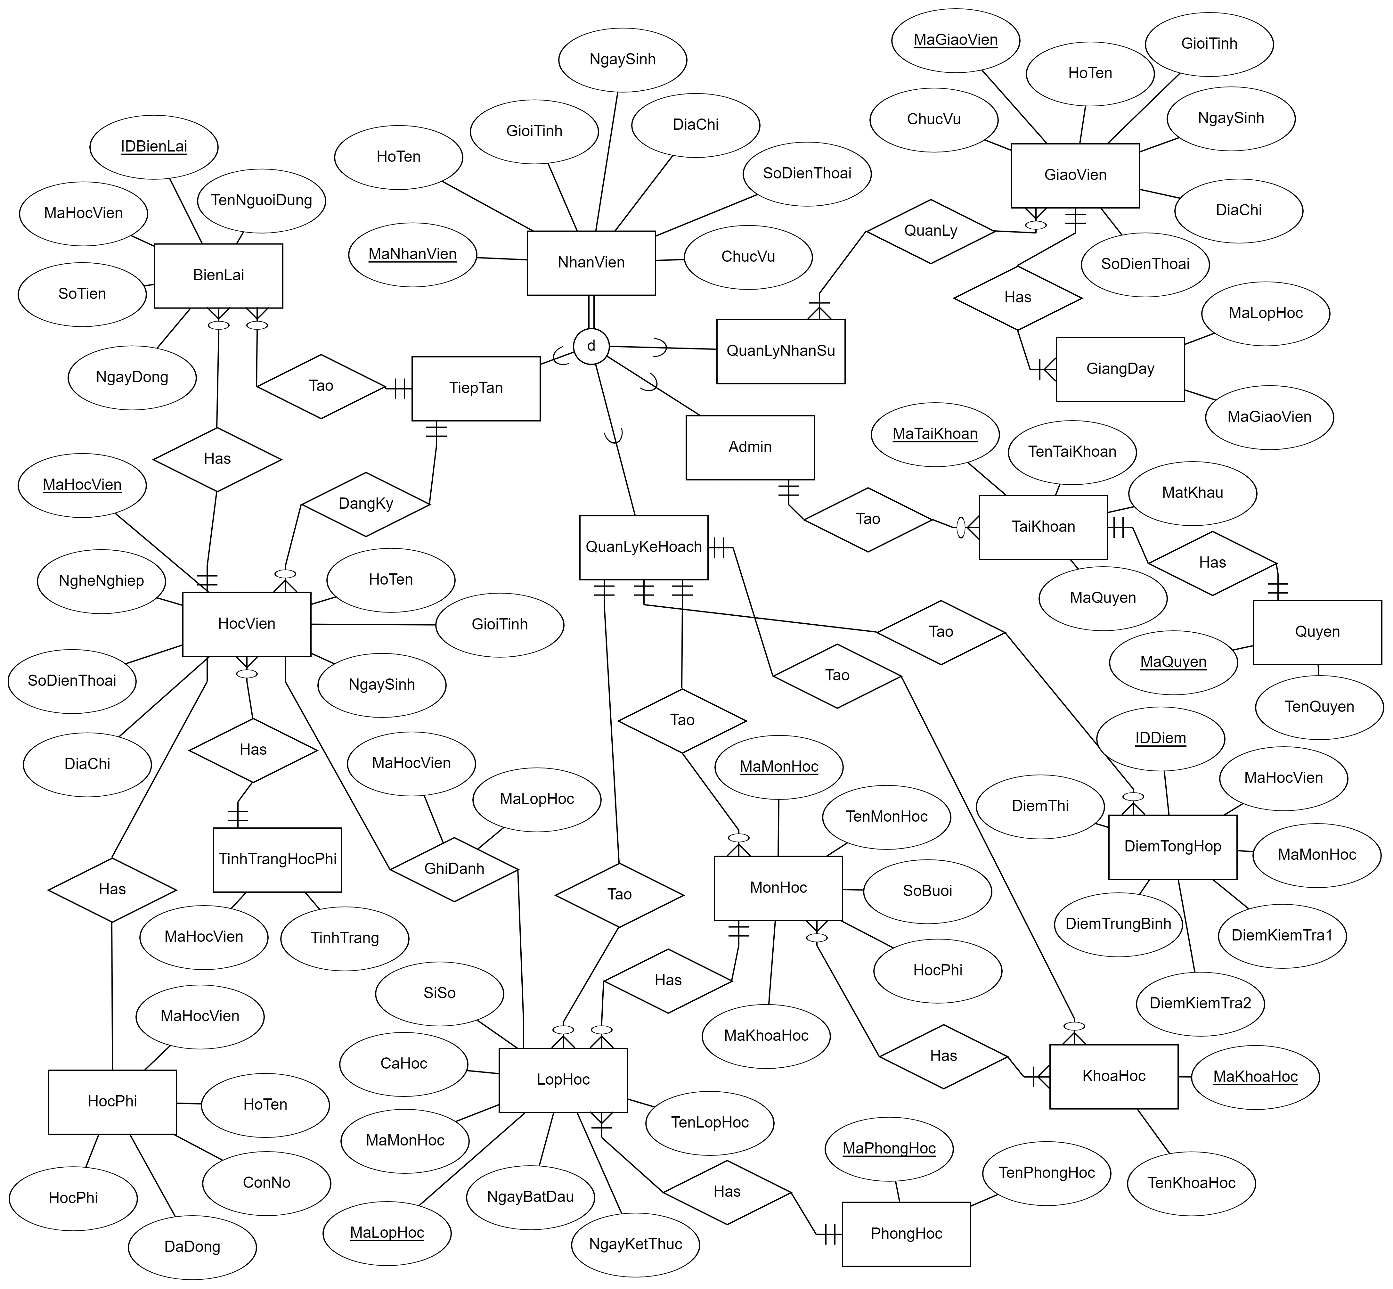 MaGiaoVien
GioiTinh
NgaySinh
HoTen
ChucVu
NgaySinh
DiaChi
GioiTinh
IDBienLai
HoTen
SoDienThoai
GiaoVien
TenNguoiDung
MaHocVien
DiaChi
QuanLy
MaNhanVien
NhanVien
ChucVu
SoDienThoai
BienLai
SoTien
Has
MaLopHoc
d
QuanLyNhanSu
NgayDong
Tao
TiepTan
GiangDay
MaGiaoVien
MaTaiKhoan
Admin
TenTaiKhoan
Has
MaHocVien
MatKhau
DangKy
Tao
TaiKhoan
QuanLyKeHoach
Has
NgheNghiep
HoTen
MaQuyen
HocVien
GioiTinh
Tao
Quyen
MaQuyen
Tao
SoDienThoai
NgaySinh
TenQuyen
Tao
IDDiem
Has
DiaChi
MaHocVien
MaMonHoc
MaHocVien
MaLopHoc
DiemThi
TenMonHoc
DiemTongHop
MaMonHoc
TinhTrangHocPhi
GhiDanh
MonHoc
SoBuoi
Has
Tao
DiemTrungBinh
DiemKiemTra1
MaHocVien
TinhTrang
HocPhi
Has
SiSo
DiemKiemTra2
MaHocVien
MaKhoaHoc
Has
CaHoc
LopHoc
KhoaHoc
MaKhoaHoc
HocPhi
HoTen
TenLopHoc
MaMonHoc
MaPhongHoc
TenPhongHoc
ConNo
TenKhoaHoc
HocPhi
NgayBatDau
Has
MaLopHoc
PhongHoc
DaDong
NgayKetThuc